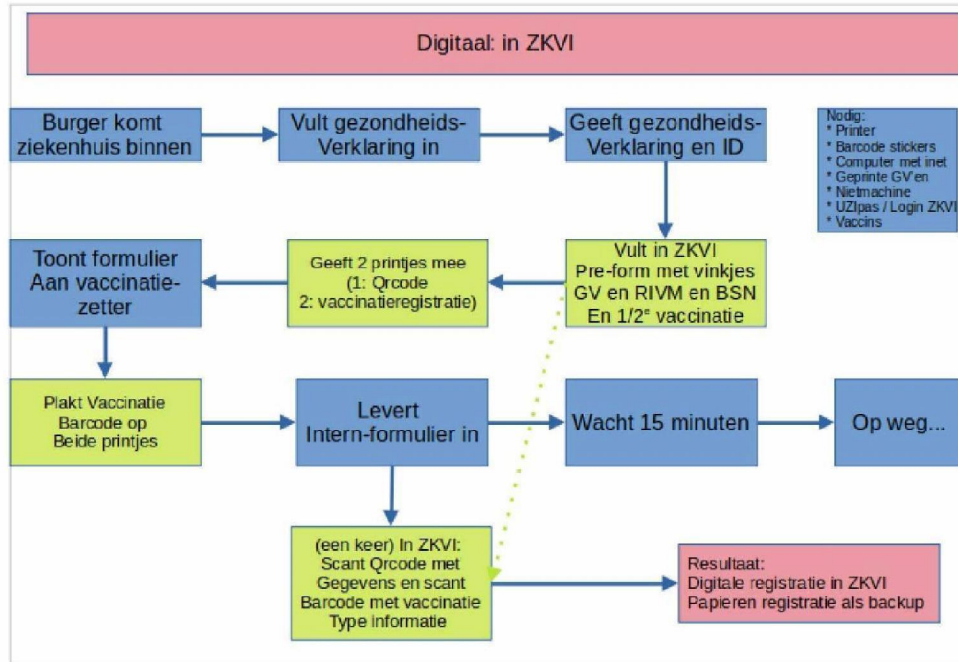 Digitaal: in ZKVI
Burger komt
ziekenhuis binnen
Vult gezondheids-
Verklaring in
Geeft gezondheids-
Verklaring en ID
Nodig:
* Printer
* Barcode stickers
* Computer met inet
* Geprinte GV'en
* Nietmachine
* UZIpas / Login ZKVI
* Vaccins
Toont formulier
Aan vaccinatie-
zetter
Geeft 2 printjes mee
(1: Qrcode
2: vaccinatieregistratie)
Vult in ZKVI
Pre-form met vinkjes
GV en RIVM en BSN
En 1/2e vaccinatie
Plakt Vaccinatie
Barcode op
Beide printjes
Levert
Intern-formulier in
Wacht 15 minuten
Op weg...
(een keer) In ZKVI:
Scant Qrcode met
Gegevens en scant
Barcode met vaccinatie
Type informatie
Resultaat:
Digitale registratie in ZKVI
Papieren registratie als backup